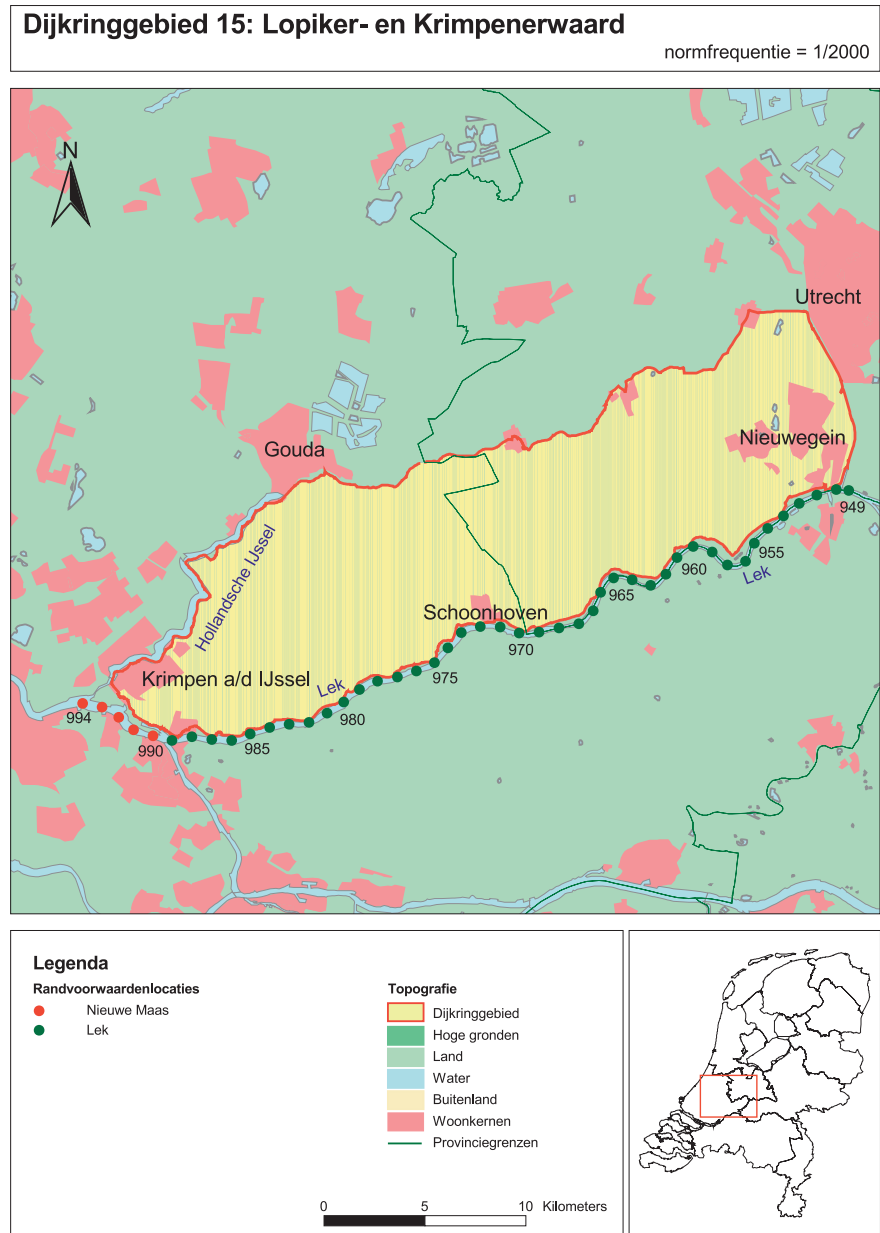 Dijkringgebied 15: Lopiker- en Krimpenerwaard
normfrequentie = 1/2000
N
Utrecht
Nieuwegein
Gouda
949
Hollandsche IJssel
955
960
Lek
965
Schoonhoven
970
975
Krimpen a/d IJssel
Lek
980
994
990
985
Legenda
Randvoorwaardenlocaties
Nieuwe Maas
Lek
Topografie
Dijkringgebied
Hoge gronden
Land
Water
Buitenland
Woonkernen
Provinciegrenzen
0 5 10 Kilometers